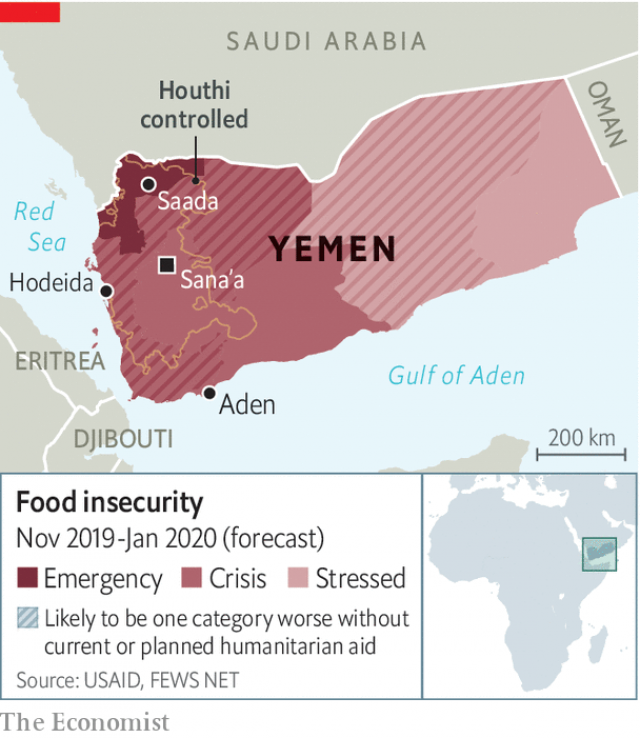 SAUDI ARABIA
OMAN
Houthi
controlled
Saada
Red
Sea
YEMEN
Sana'a
Hodeida
ERITREA
Gulf of Aden
Aden
DJIBOUTI
200 km
Food insecurity
Nov 2019-Jan 2020 (forecast)
Emergency Crisis Stressed
Likely to be one category worse without
current or planned humanitarian aid
Source: USAID, FEWS NET
The Economist